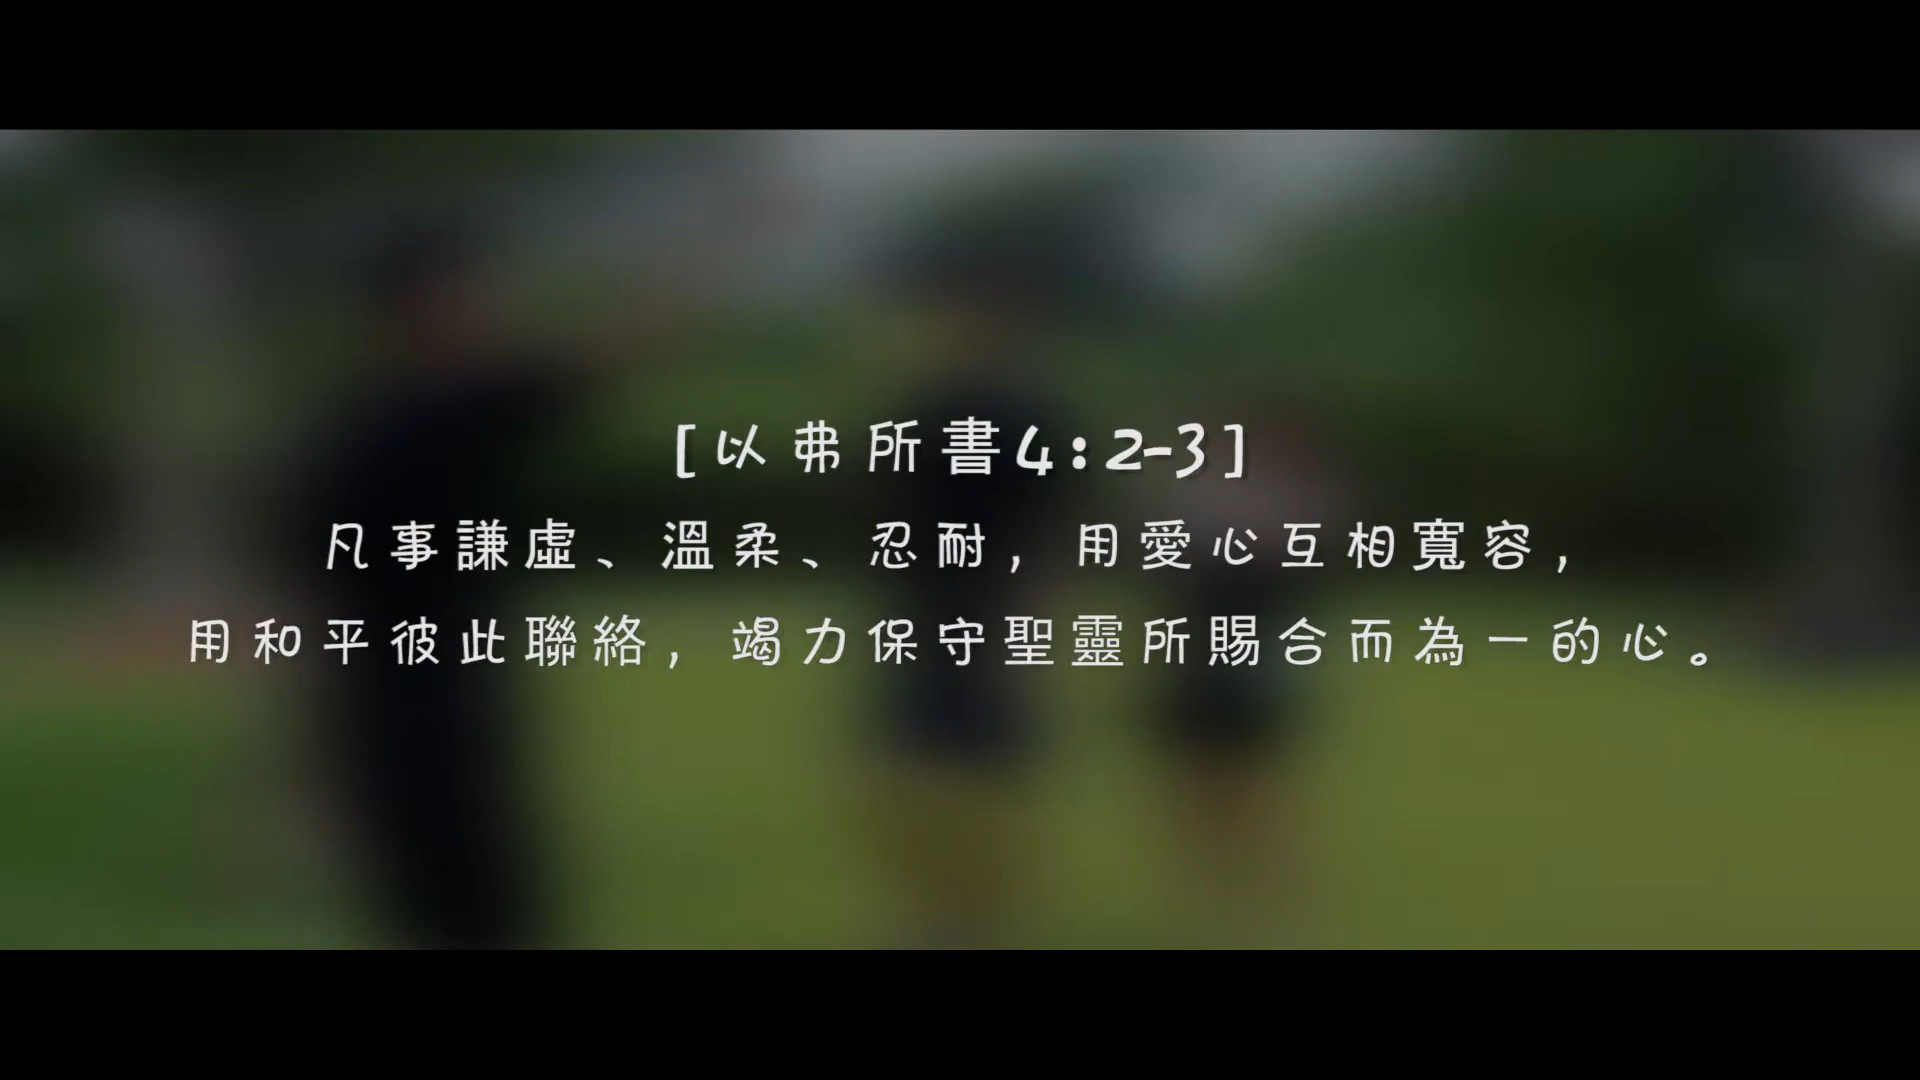 [以弗所書4:2-3]
凡事謙虛、溫柔、忍耐,用愛心互相寬容,
用和平彼此聯絡,竭力保守聖靈所賜合而為一的心。